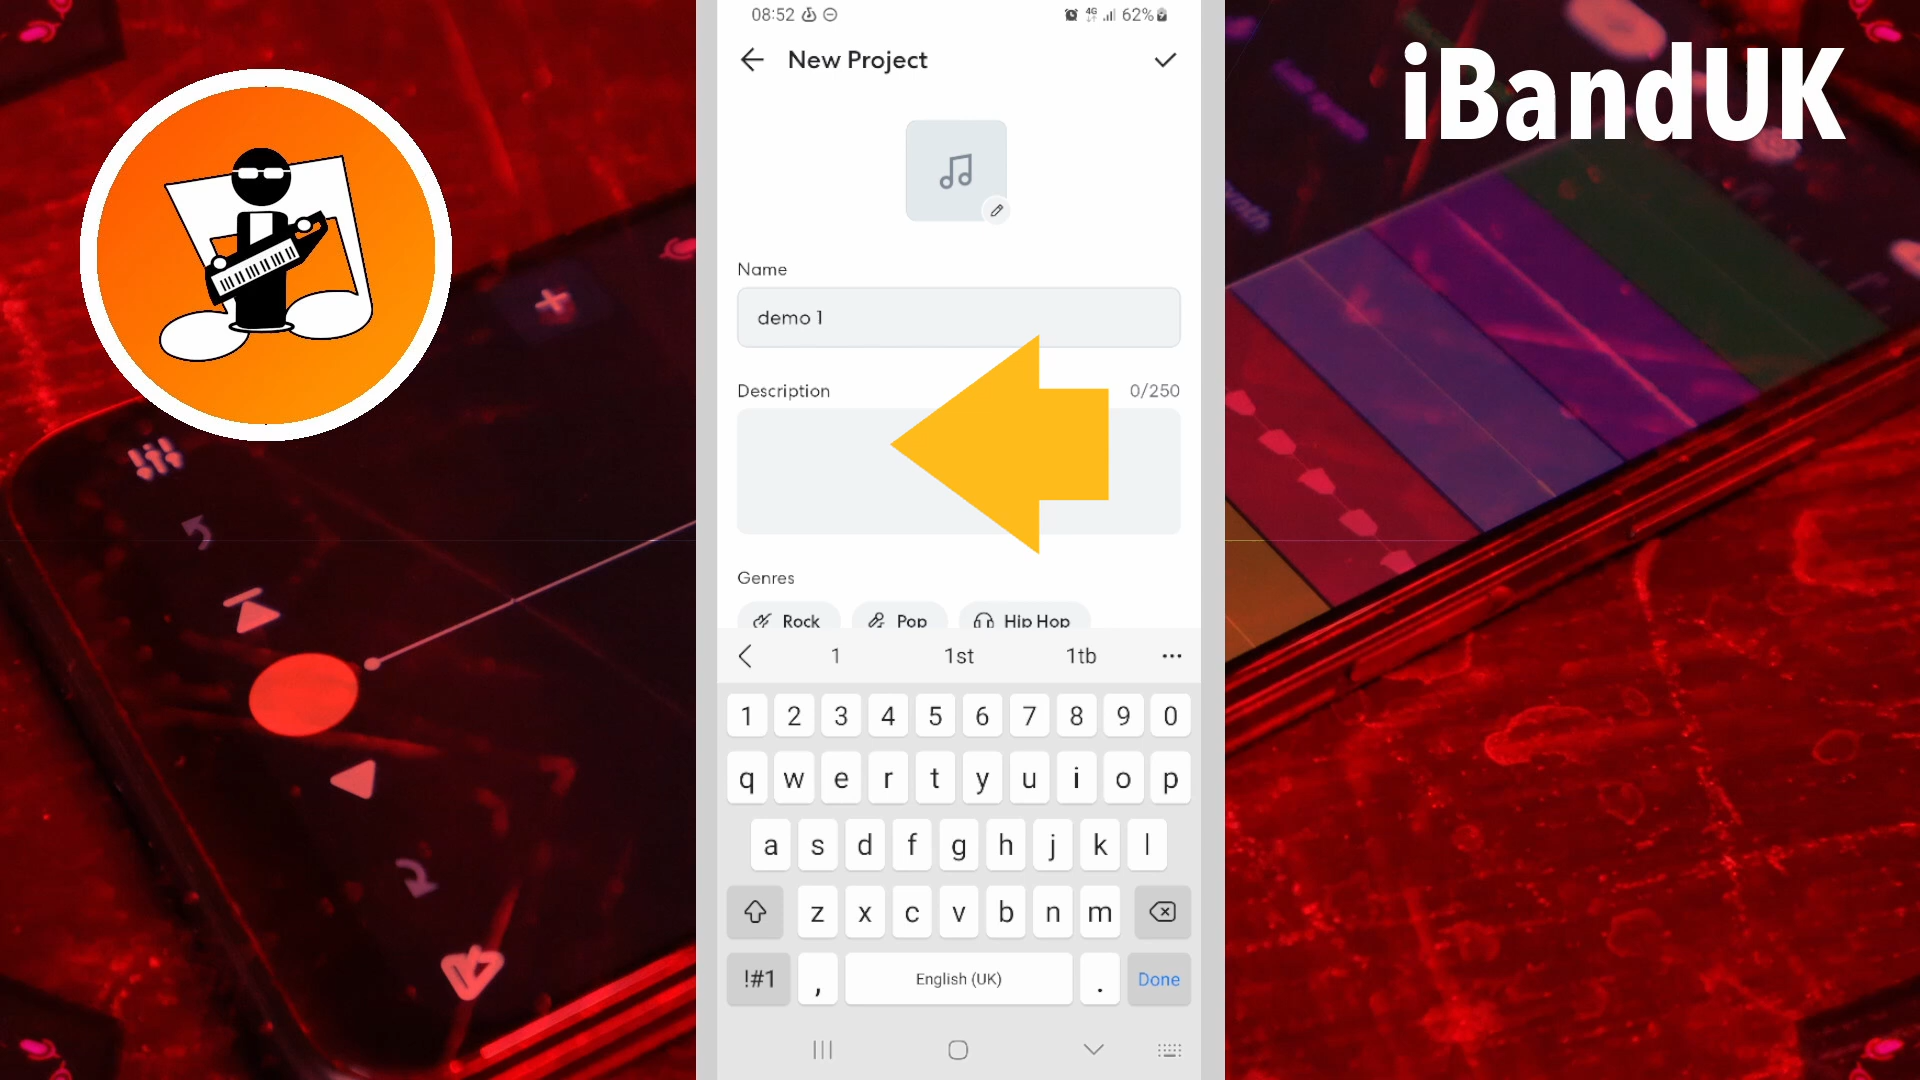 08:52 4G 62%
New Project
iBandUK
Name
demo 1
Description 0/250
Genres
Rock Pop Hip Hop
1 1st 1tb ...
1 2 3 4 5 6 7 8 9 0
q w e r t y u i o p
a s d f g h j k l
z x c v b n m
!#1 , English (UK) . Done